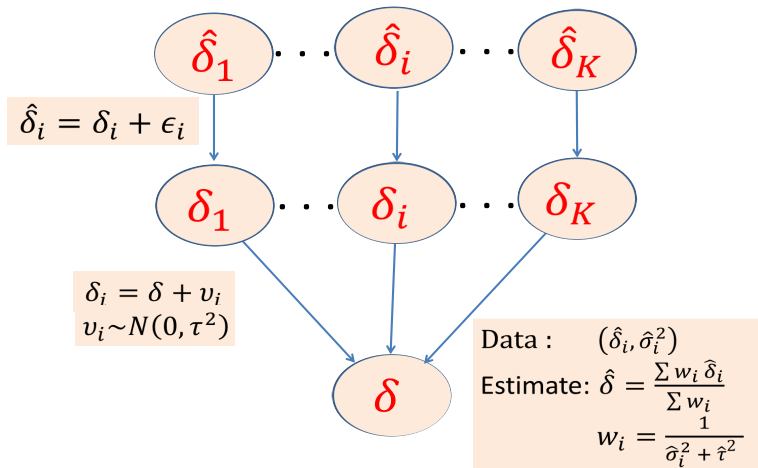 δ̂₁ · · · δ̂ᵢ · · · δ̂_K
δ̂ᵢ = δᵢ + ϵᵢ
δ₁ · · · δᵢ · · · δ_K
δᵢ = δ + υᵢ
υᵢ~N(0, τ²)
δ
Data : (δ̂ᵢ, σ̂ᵢ²)
Estimate: δ̂ = ∑ wᵢ δ̂ᵢ / ∑ wᵢ
wᵢ = 1 / σ̂ᵢ² + τ̂²